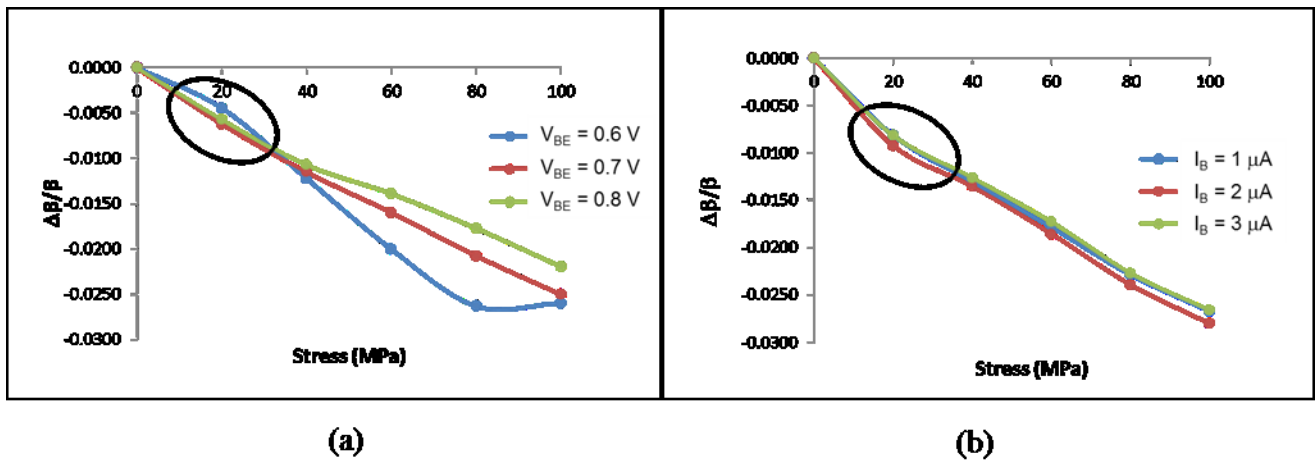 0.0000
-0.0050
-0.0100
-0.0150
-0.0200
-0.0250
-0.0300
0 20 40 60 80 100
Δβ/β
Stress (MPa)
V_BE = 0.6 V
V_BE = 0.7 V
V_BE = 0.8 V
(a)
0.0000
-0.0050
-0.0100
-0.0150
-0.0200
-0.0250
-0.0300
0 20 40 60 80 100
Δβ/β
Stress (MPa)
I_B = 1 μA
I_B = 2 μA
I_B = 3 μA
(b)